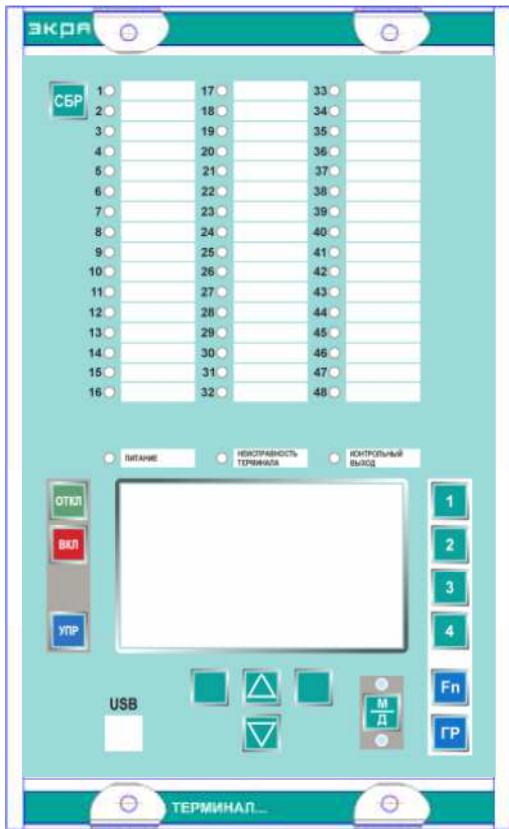 ЭКРА
СБР
1 17 33
2 18 34
3 19 35
4 20 36
5 21 37
6 22 38
7 23 39
8 24 40
9 25 41
10 26 42
11 27 43
12 28 44
13 29 45
14 30 46
15 31 47
16 32 48
ПИТАНИЕ
НЕИСПРАВНОСТЬ
ТЕРМИНАЛА
КОНТРОЛЬНЫЙ
ВЫХОД
ОТКЛ
ВКЛ
УПР
1
2
3
4
Fn
ГР
USB
М
Д
ТЕРМИНАЛ...